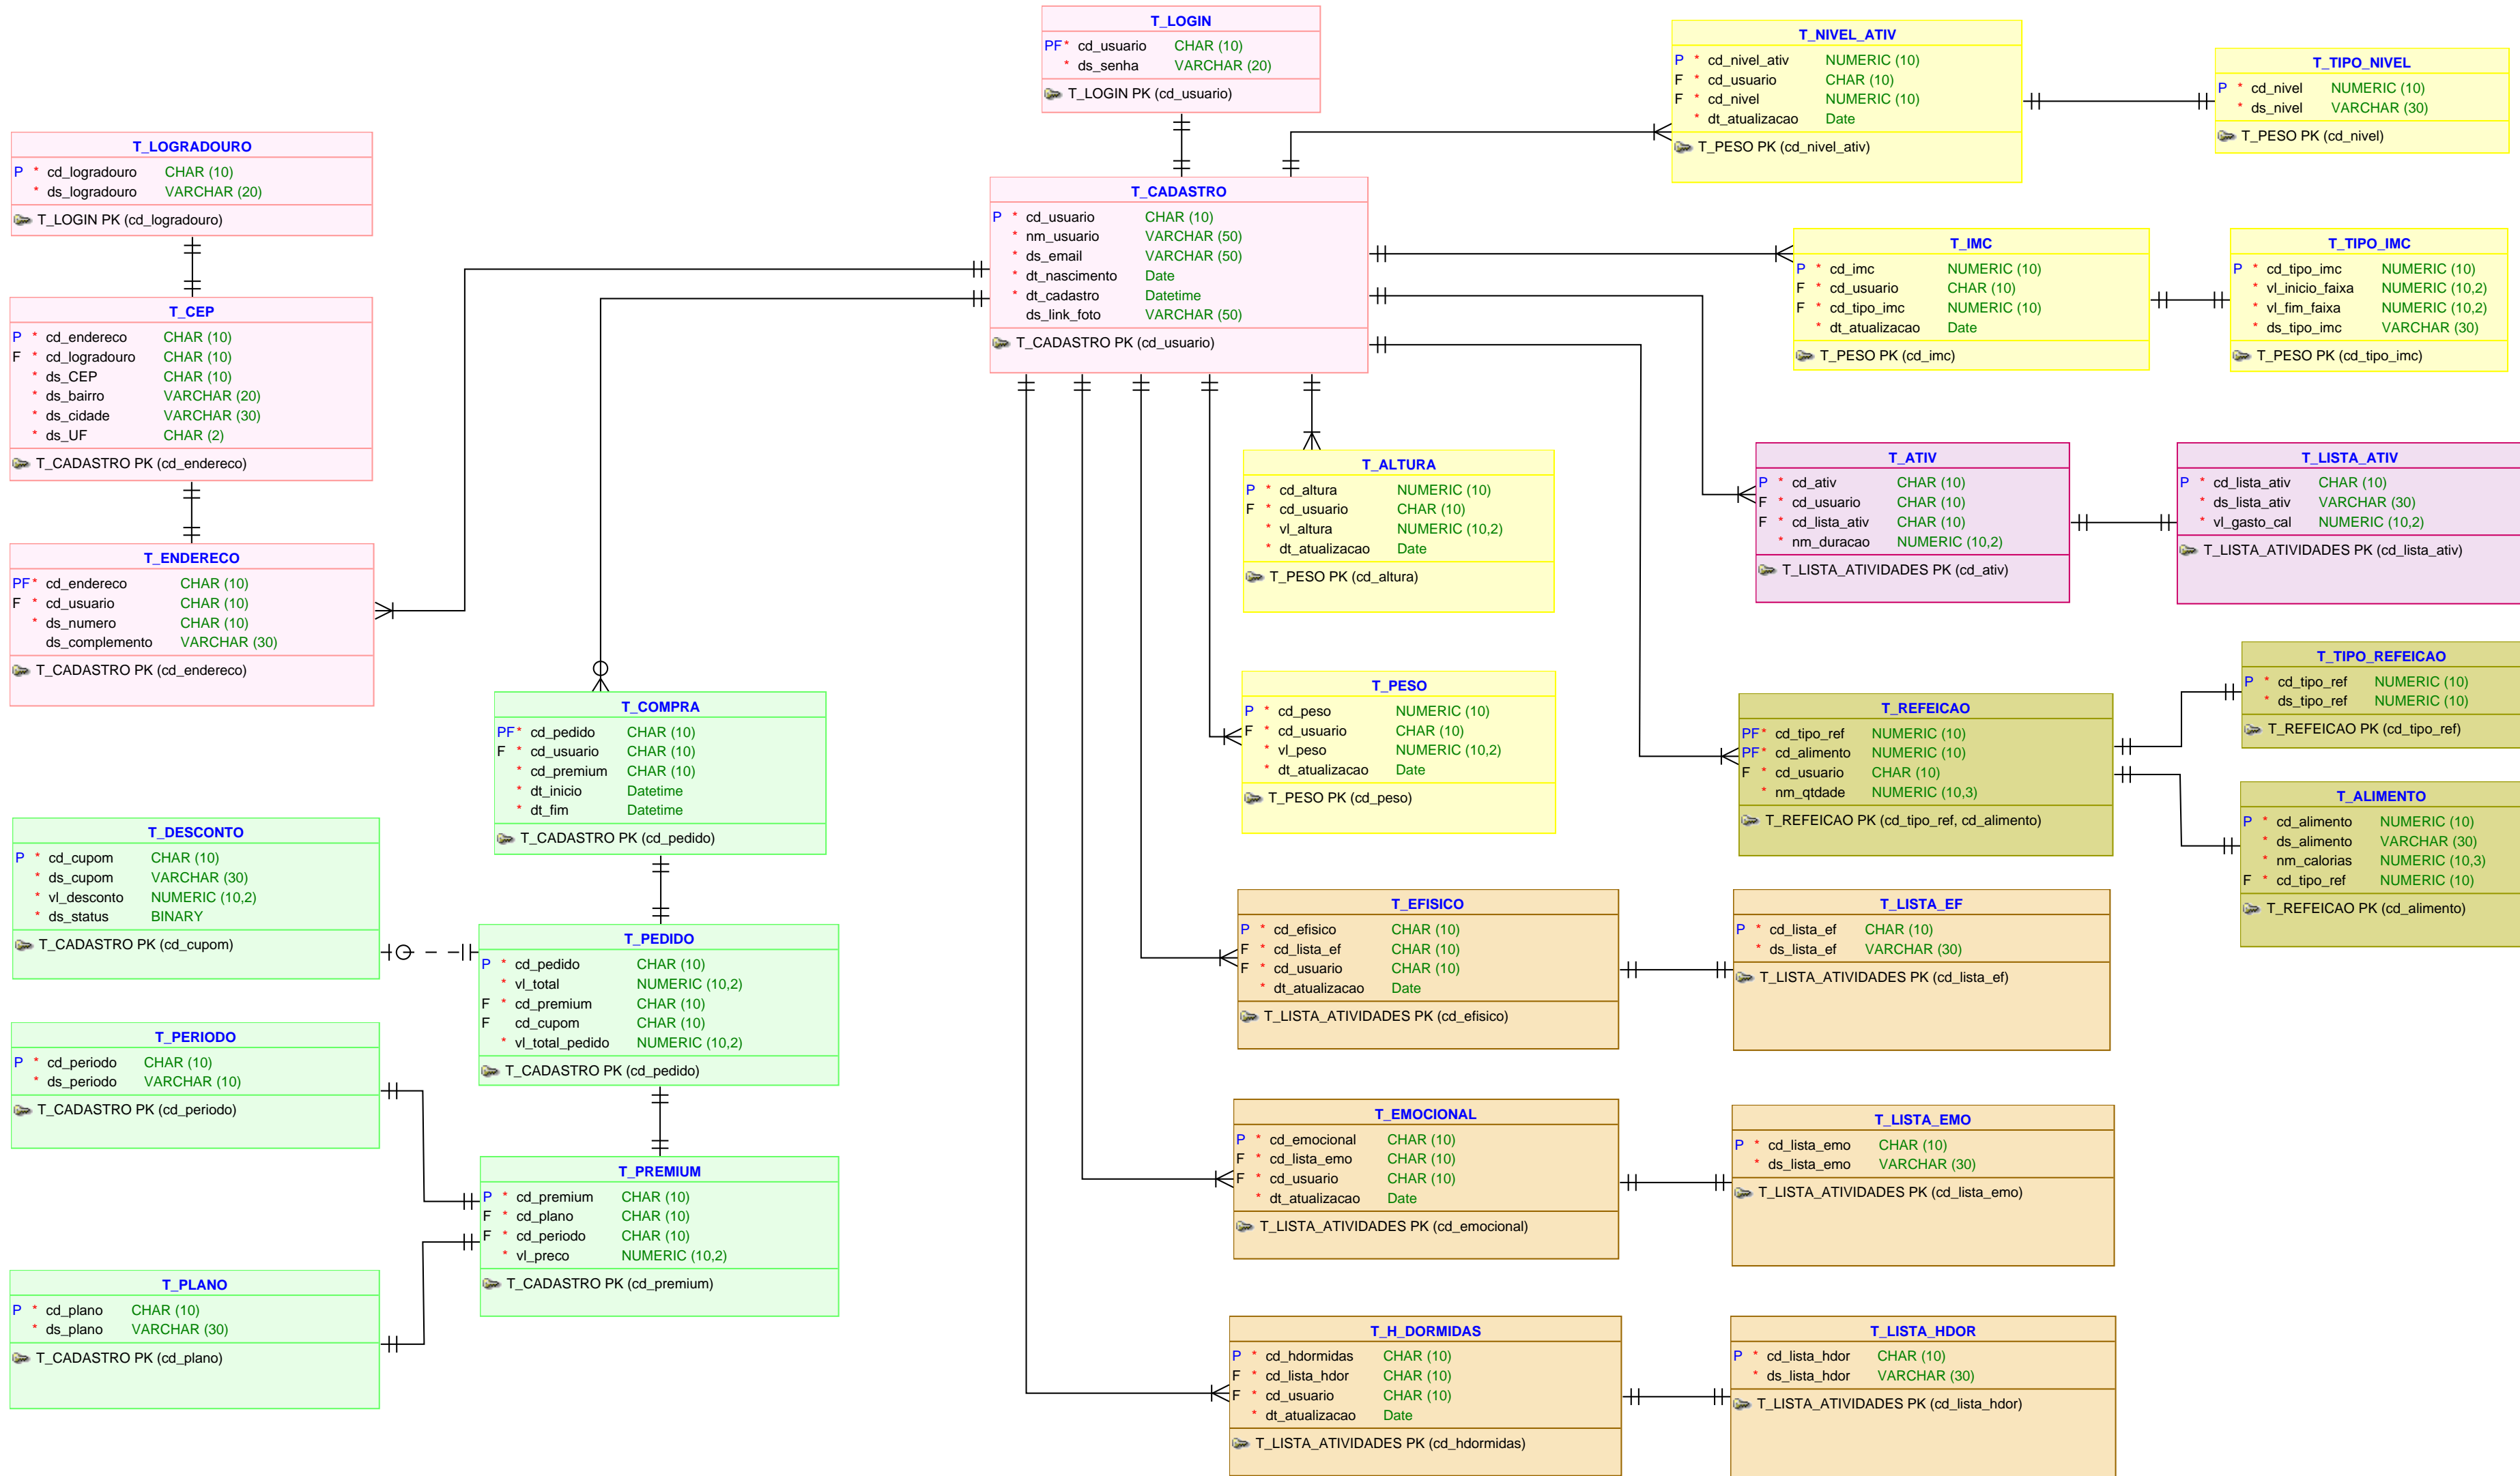 T_LOGIN
PF * cd_usuario CHAR (10)
* ds_senha VARCHAR (20)
T_LOGIN PK (cd_usuario)
T_NIVEL_ATIV
P * cd_nivel_ativ NUMERIC (10)
F * cd_usuario CHAR (10)
F * cd_nivel NUMERIC (10)
* dt_atualizacao Date
T_PESO PK (cd_nivel_ativ)
T_TIPO_NIVEL
P * cd_nivel NUMERIC (10)
* ds_nivel VARCHAR (30)
T_PESO PK (cd_nivel)
T_LOGRADOURO
P * cd_logradouro CHAR (10)
* ds_logradouro VARCHAR (20)
T_LOGIN PK (cd_logradouro)
T_CADASTRO
P * cd_usuario CHAR (10)
* nm_usuario VARCHAR (50)
* ds_email VARCHAR (50)
* dt_nascimento Date
* dt_cadastro Datetime
ds_link_foto VARCHAR (50)
T_CADASTRO PK (cd_usuario)
T_IMC
P * cd_imc NUMERIC (10)
F * cd_usuario CHAR (10)
F * cd_tipo_imc NUMERIC (10)
* dt_atualizacao Date
T_PESO PK (cd_imc)
T_TIPO_IMC
P * cd_tipo_imc NUMERIC (10)
* vl_inicio_faixa NUMERIC (10,2)
* vl_fim_faixa NUMERIC (10,2)
* ds_tipo_imc VARCHAR (30)
T_PESO PK (cd_tipo_imc)
T_CEP
P * cd_endereco CHAR (10)
F * cd_logradouro CHAR (10)
* ds_CEP CHAR (10)
* ds_bairro VARCHAR (20)
* ds_cidade VARCHAR (30)
* ds_UF CHAR (2)
T_CADASTRO PK (cd_endereco)
T_ALTURA
P * cd_altura NUMERIC (10)
F * cd_usuario CHAR (10)
* vl_altura NUMERIC (10,2)
* dt_atualizacao Date
T_PESO PK (cd_altura)
T_ATIV
P * cd_ativ CHAR (10)
F * cd_usuario CHAR (10)
F * cd_lista_ativ CHAR (10)
* nm_duracao NUMERIC (10,2)
T_LISTA_ATIVIDADES PK (cd_ativ)
T_LISTA_ATIV
P * cd_lista_ativ CHAR (10)
* ds_lista_ativ VARCHAR (30)
* vl_gasto_cal NUMERIC (10,2)
T_LISTA_ATIVIDADES PK (cd_lista_ativ)
T_ENDERECO
PF * cd_endereco CHAR (10)
F * cd_usuario CHAR (10)
* ds_numero CHAR (10)
ds_complemento VARCHAR (30)
T_CADASTRO PK (cd_endereco)
T_COMPRA
PF * cd_pedido CHAR (10)
F * cd_usuario CHAR (10)
* cd_premium CHAR (10)
* dt_inicio Datetime
* dt_fim Datetime
T_CADASTRO PK (cd_pedido)
T_PESO
P * cd_peso NUMERIC (10)
F * cd_usuario CHAR (10)
* vl_peso NUMERIC (10,2)
* dt_atualizacao Date
T_PESO PK (cd_peso)
T_REFEICAO
PF * cd_tipo_ref NUMERIC (10)
PF * cd_alimento NUMERIC (10)
F * cd_usuario CHAR (10)
* nm_qtdade NUMERIC (10,3)
T_REFEICAO PK (cd_tipo_ref, cd_alimento)
T_TIPO_REFEICAO
P * cd_tipo_ref NUMERIC (10)
* ds_tipo_ref NUMERIC (10)
T_REFEICAO PK (cd_tipo_ref)
T_ALIMENTO
P * cd_alimento NUMERIC (10)
* ds_alimento VARCHAR (30)
* nm_calorias NUMERIC (10,3)
F * cd_tipo_ref NUMERIC (10)
T_REFEICAO PK (cd_alimento)
T_DESCONTO
P * cd_cupom CHAR (10)
* ds_cupom VARCHAR (30)
* vl_desconto NUMERIC (10,2)
* ds_status BINARY
T_CADASTRO PK (cd_cupom)
T_PEDIDO
P * cd_pedido CHAR (10)
* vl_total NUMERIC (10,2)
F * cd_premium CHAR (10)
F cd_cupom CHAR (10)
* vl_total_pedido NUMERIC (10,2)
T_CADASTRO PK (cd_pedido)
T_EFISICO
P * cd_efisico CHAR (10)
F * cd_lista_ef CHAR (10)
F * cd_usuario CHAR (10)
* dt_atualizacao Date
T_LISTA_ATIVIDADES PK (cd_efisico)
T_LISTA_EF
P * cd_lista_ef CHAR (10)
* ds_lista_ef VARCHAR (30)
T_LISTA_ATIVIDADES PK (cd_lista_ef)
T_PERIODO
P * cd_periodo CHAR (10)
* ds_periodo VARCHAR (10)
T_CADASTRO PK (cd_periodo)
T_PREMIUM
P * cd_premium CHAR (10)
F * cd_plano CHAR (10)
F * cd_periodo CHAR (10)
* vl_preco NUMERIC (10,2)
T_CADASTRO PK (cd_premium)
T_EMOCIONAL
P * cd_emocional CHAR (10)
F * cd_lista_emo CHAR (10)
F * cd_usuario CHAR (10)
* dt_atualizacao Date
T_LISTA_ATIVIDADES PK (cd_emocional)
T_LISTA_EMO
P * cd_lista_emo CHAR (10)
* ds_lista_emo VARCHAR (30)
T_LISTA_ATIVIDADES PK (cd_lista_emo)
T_PLANO
P * cd_plano CHAR (10)
* ds_plano VARCHAR (30)
T_CADASTRO PK (cd_plano)
T_H_DORMIDAS
P * cd_hdormidas CHAR (10)
F * cd_lista_hdor CHAR (10)
F * cd_usuario CHAR (10)
* dt_atualizacao Date
T_LISTA_ATIVIDADES PK (cd_hdormidas)
T_LISTA_HDOR
P * cd_lista_hdor CHAR (10)
* ds_lista_hdor VARCHAR (30)
T_LISTA_ATIVIDADES PK (cd_lista_hdor)